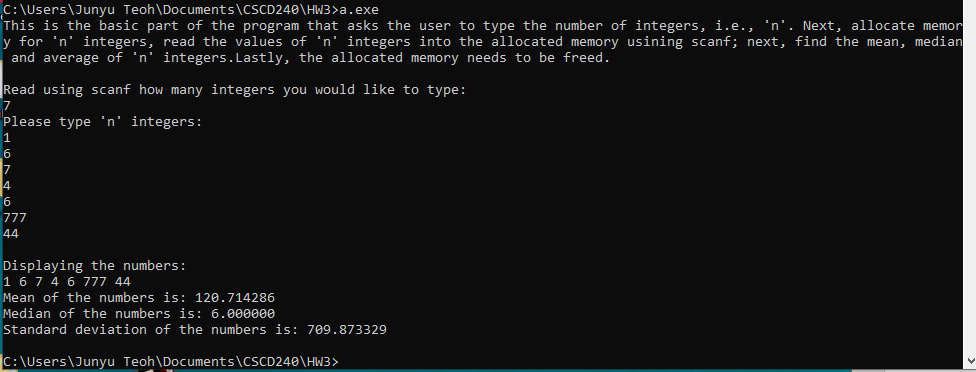 C:\Users\Junyu Teoh\Documents\CSCD240\HW3>a.exe
This is the basic part of the program that asks the user to type the number of integers, i.e., 'n'. Next, allocate memor
y for 'n' integers, read the values of 'n' integers into the allocated memory usining scanf; next, find the mean, median
 and average of 'n' integers.Lastly, the allocated memory needs to be freed.
Read using scanf how many integers you would like to type:
7
Please type 'n' integers:
1
6
7
4
6
777
44
Displaying the numbers:
1 6 7 4 6 777 44
Mean of the numbers is: 120.714286
Median of the numbers is: 6.000000
Standard deviation of the numbers is: 709.873329
C:\Users\Junyu Teoh\Documents\CSCD240\HW3>